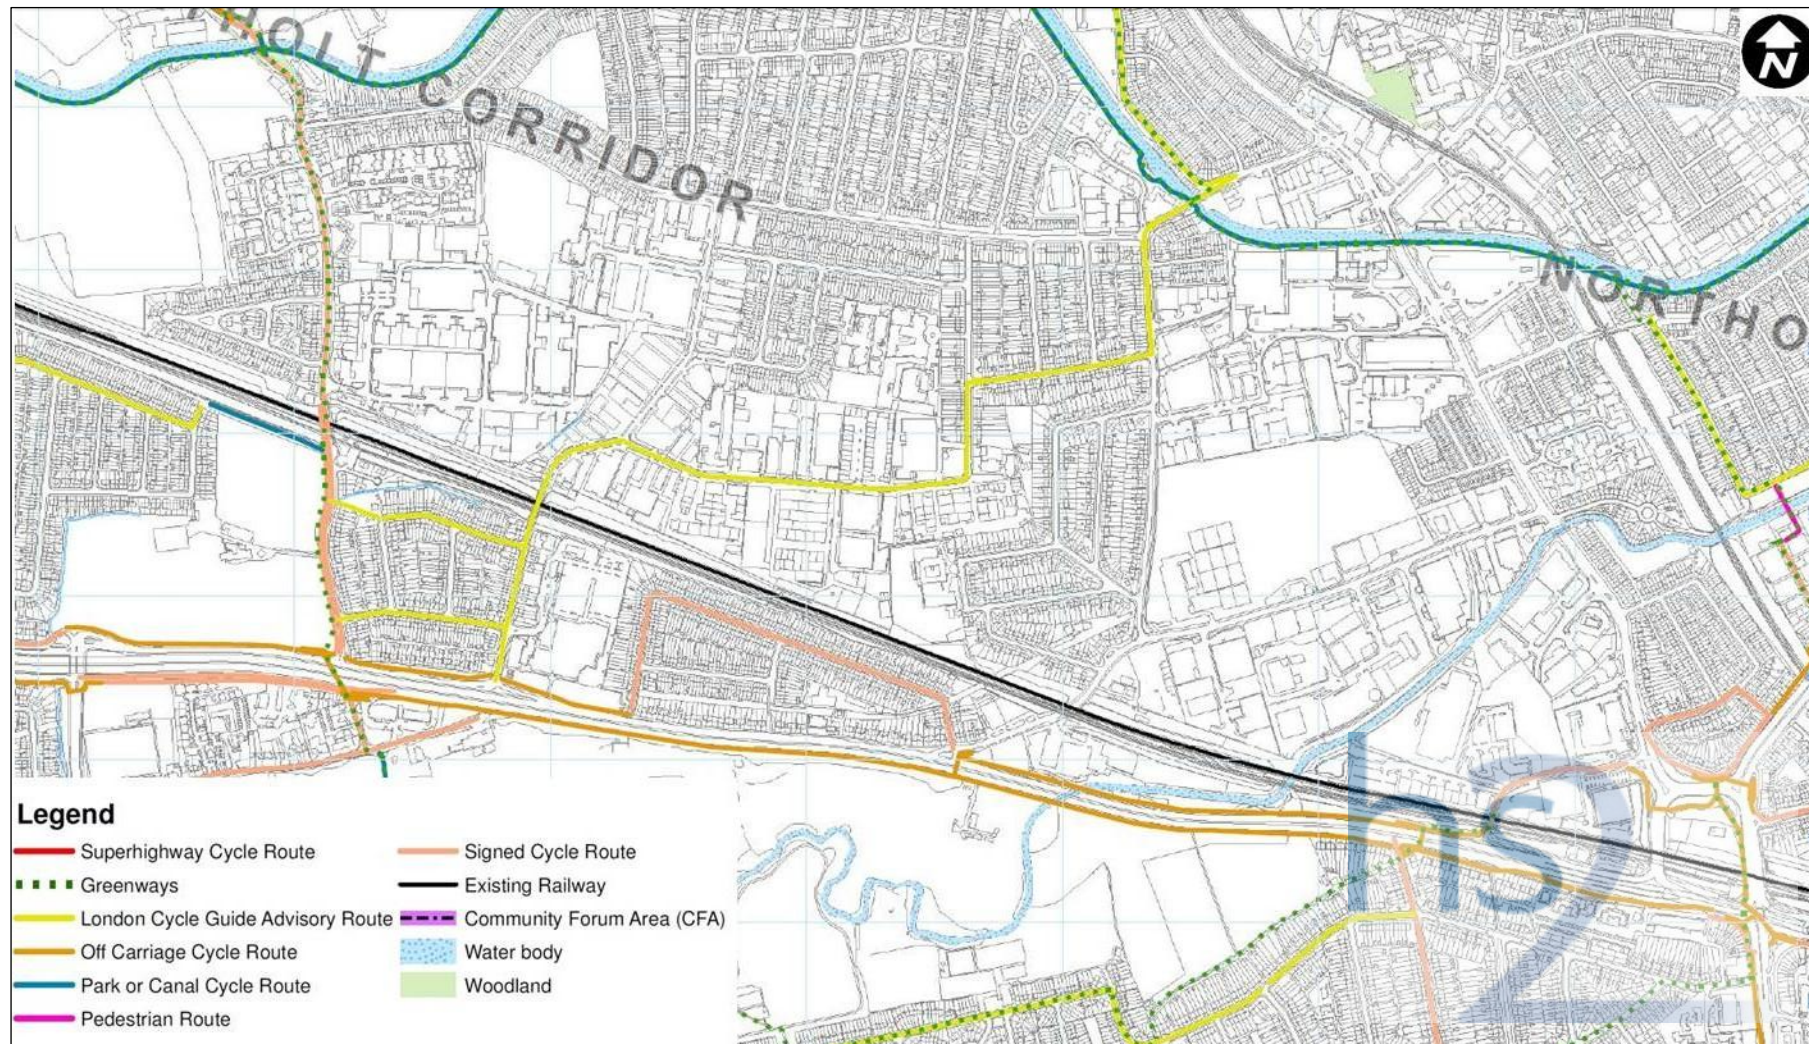 THOLT CORRIDOR
N
NORTHO
Legend
Superhighway Cycle Route
Greenways
London Cycle Guide Advisory Route
Off Carriage Cycle Route
Park or Canal Cycle Route
Pedestrian Route
Signed Cycle Route
Existing Railway
Community Forum Area (CFA)
Water body
Woodland
hs2